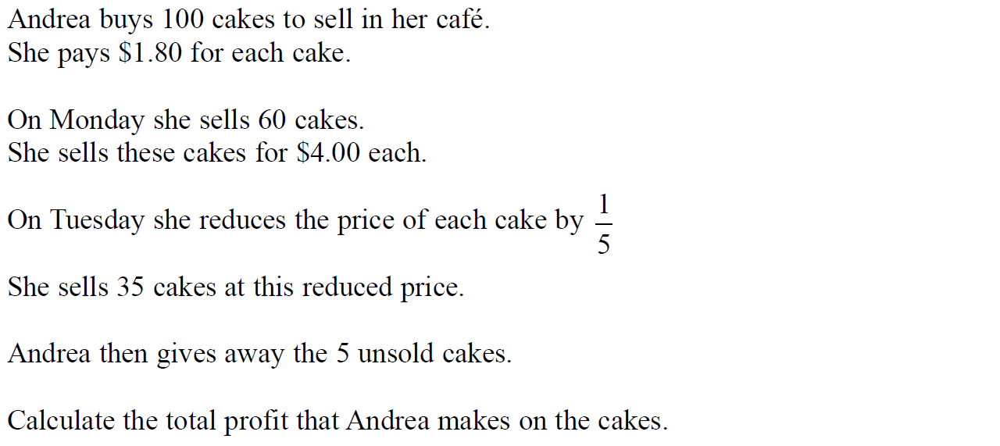 Andrea buys 100 cakes to sell in her café.
She pays $1.80 for each cake.
On Monday she sells 60 cakes.
She sells these cakes for $4.00 each.
On Tuesday she reduces the price of each cake by 1/5
She sells 35 cakes at this reduced price.
Andrea then gives away the 5 unsold cakes.
Calculate the total profit that Andrea makes on the cakes.